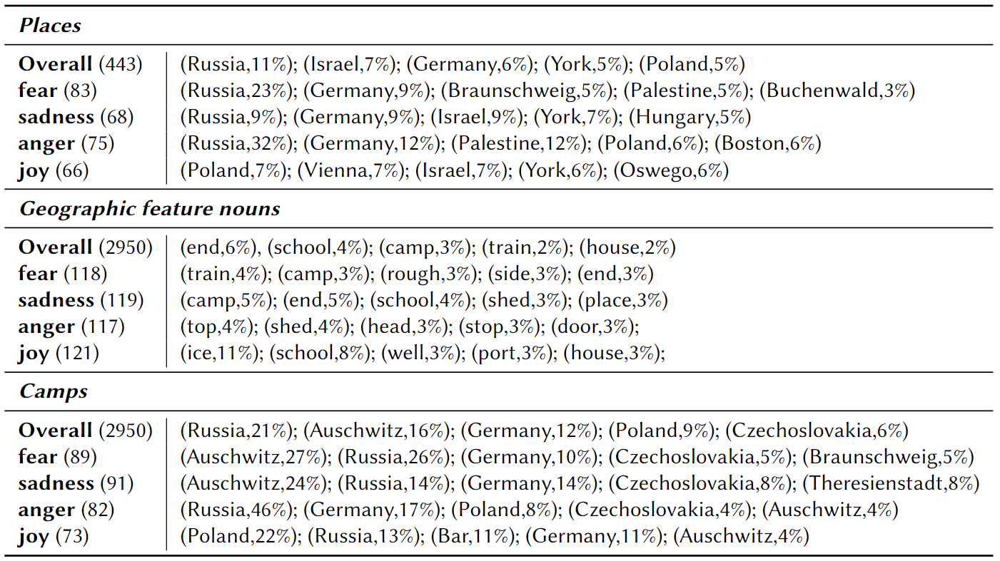 Places
Overall (443) (Russia,11%); (Israel,7%); (Germany,6%); (York,5%); (Poland,5%)
fear (83) (Russia,23%); (Germany,9%); (Braunschweig,5%); (Palestine,5%); (Buchenwald,3%)
sadness (68) (Russia,9%); (Germany,9%); (Israel,9%); (York,7%); (Hungary,5%)
anger (75) (Russia,32%); (Germany,12%); (Palestine,12%); (Poland,6%); (Boston,6%)
joy (66) (Poland,7%); (Vienna,7%); (Israel,7%); (York,6%); (Oswego,6%)
Geographic feature nouns
Overall (2950) (end,6%), (school,4%); (camp,3%); (train,2%); (house,2%)
fear (118) (train,4%); (camp,3%); (rough,3%); (side,3%); (end,3%)
sadness (119) (camp,5%); (end,5%); (school,4%); (shed,3%); (place,3%)
anger (117) (top,4%); (shed,4%); (head,3%); (stop,3%); (door,3%);
joy (121) (ice,11%); (school,8%); (well,3%); (port,3%); (house,3%);
Camps
Overall (2950) (Russia,21%); (Auschwitz,16%); (Germany,12%); (Poland,9%); (Czechoslovakia,6%)
fear (89) (Auschwitz,27%); (Russia,26%); (Germany,10%); (Czechoslovakia,5%); (Braunschweig,5%)
sadness (91) (Auschwitz,24%); (Russia,14%); (Germany,14%); (Czechoslovakia,8%); (Theresienstadt,8%)
anger (82) (Russia,46%); (Germany,17%); (Poland,8%); (Czechoslovakia,4%); (Auschwitz,4%)
joy (73) (Poland,22%); (Russia,13%); (Bar,11%); (Germany,11%); (Auschwitz,4%)